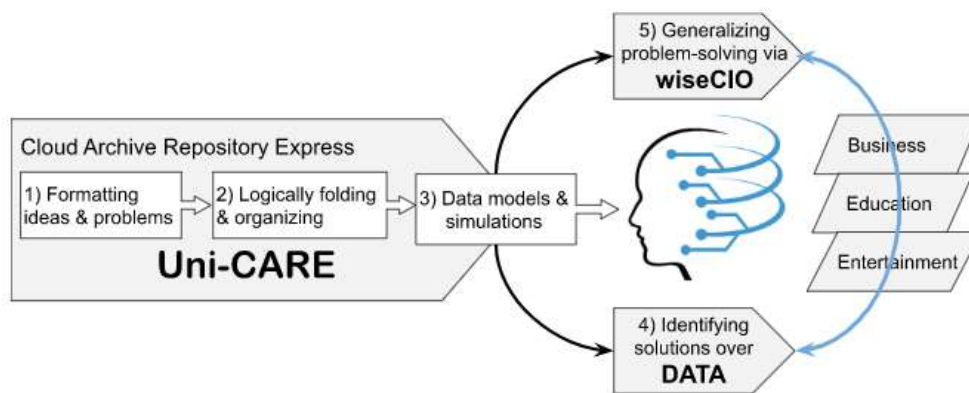 5) Generalizing
problem-solving via
wiseCIO
Cloud Archive Repository Express
1) Formatting
ideas & problems
2) Logically folding
& organizing
3) Data models &
simulations
Uni-CARE
Business
Education
Entertainment
4) Identifying
solutions over
DATA